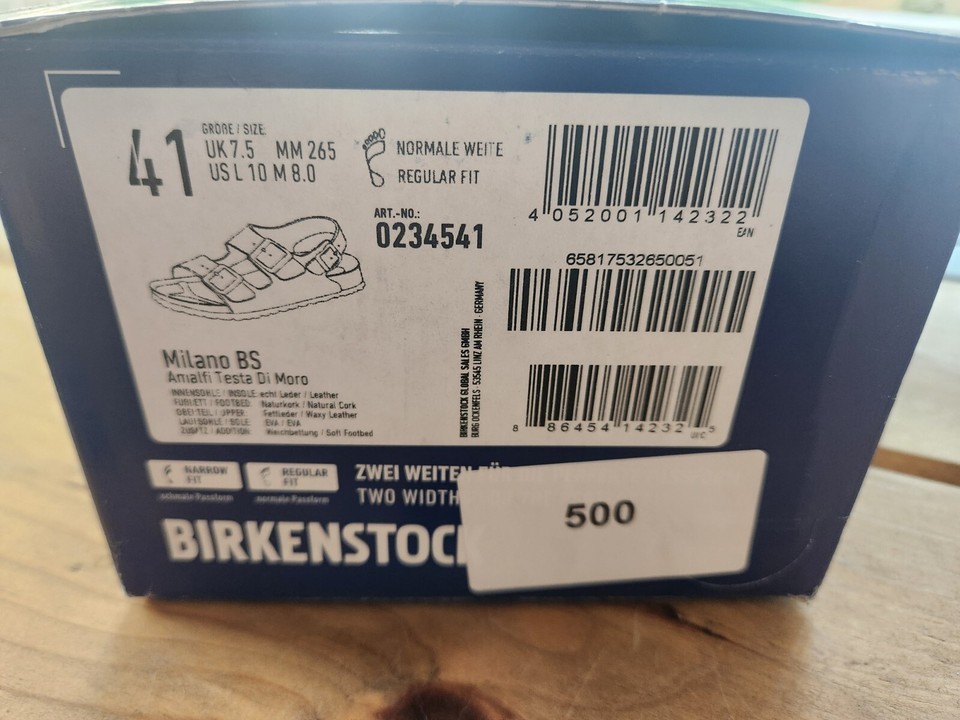 41
GRÖßE / SIZE
UK 7.5 MM 265
US L 10 M 8.0
NORMALE WEITE
REGULAR FIT
ART.-NO.:
0234541
4 052001 142322
EAN
65817532650051
BIRKENSTOCK GLOBAL SALES GMBH
BURG OCKENFELS · 53545 LINZ AM RHEIN · GERMANY
Milano BS
Amalfi Testa Di Moro
INNENSOHLE / INSOLE: echt Leder / Leather
FUßBETT / FOOTBED: Naturkork / Natural Cork
OBERTEIL / UPPER: Fettleder / Waxy Leather
LAUFSOHLE / SOLE: EVA / EVA
ZUSATZ / ADDITION: Weichbettung / Soft Footbed
8 86454 14232 5
NARROW
FIT
schmale Passform
REGULAR
FIT
normale Passform
ZWEI WEITEN FÜR
TWO WIDTH
BIRKENSTOC
500